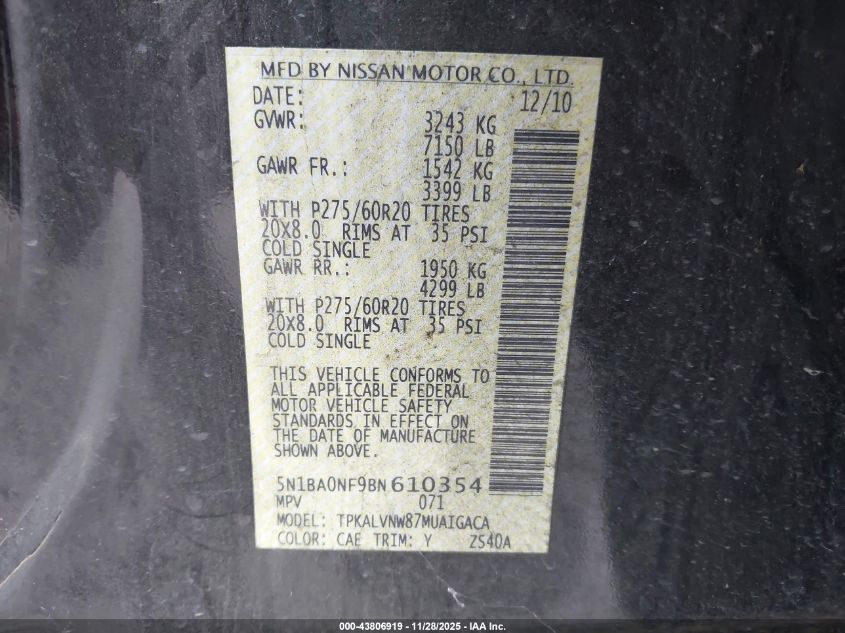 MFD BY NISSAN MOTOR CO., LTD.
DATE: 12/10
GVWR: 3243 KG
7150 LB
GAWR FR.: 1542 KG
3399 LB
WITH P275/60R20 TIRES
20X8.0 RIMS AT 35 PSI
COLD SINGLE
GAWR RR.: 1950 KG
4299 LB
WITH P275/60R20 TIRES
20X8.0 RIMS AT 35 PSI
COLD SINGLE
THIS VEHICLE CONFORMS TO
ALL APPLICABLE FEDERAL
MOTOR VEHICLE SAFETY
STANDARDS IN EFFECT ON
THE DATE OF MANUFACTURE
SHOWN ABOVE.
5N1BA0NF9BN610354
MPV 071
MODEL: TPKALVNW87MUAIGACA
COLOR: CAE TRIM: Y ZS40A
000-43806919 - 11/28/2025 - IAA Inc.